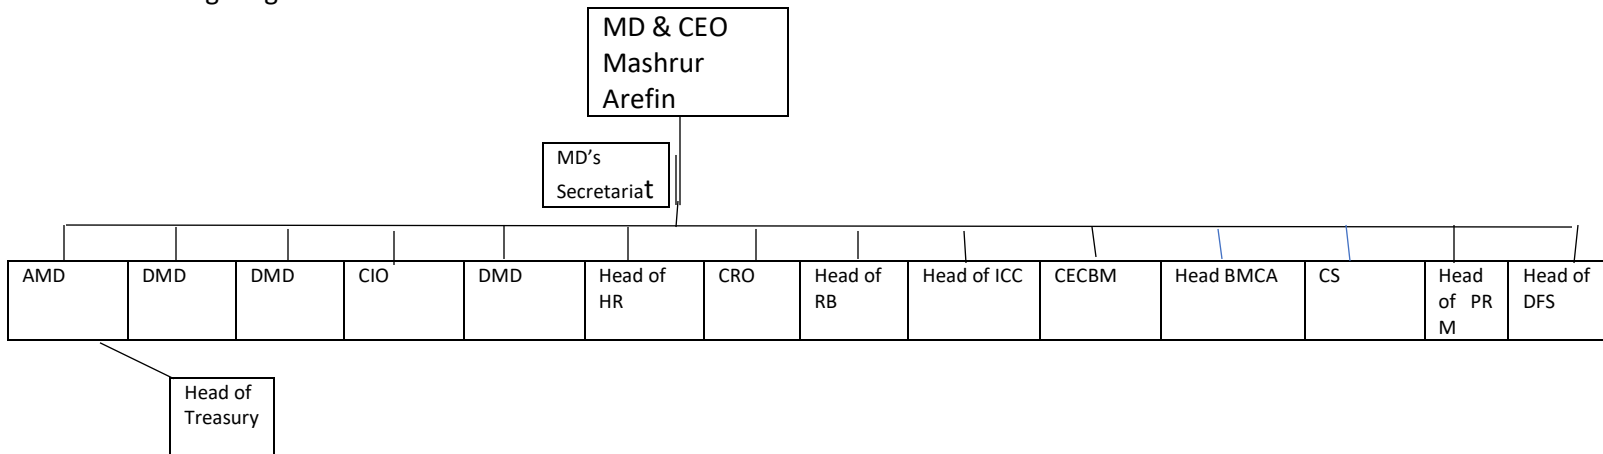 MD & CEO
Mashrur
Arefin
MD’s
Secretariat
AMD
DMD
DMD
CIO
DMD
Head of
HR
CRO
Head of
RB
Head of ICC
CECBM
Head BMCA
CS
Head
of PR
M
Head of
DFS
Head of
Treasury